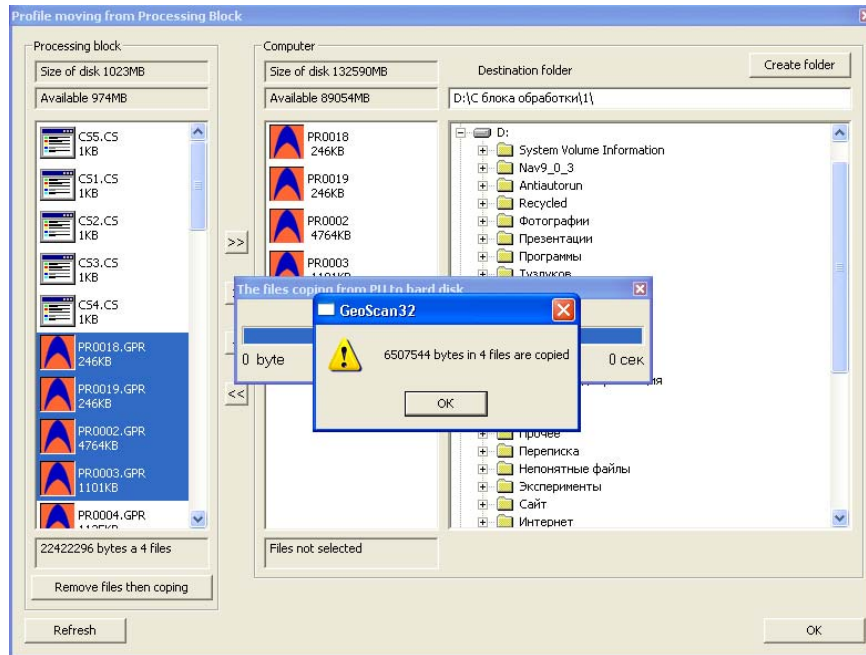 Profile moving from Processing Block
Processing block
Size of disk 1023MB
Available 974MB
CS5.CS
1KB
CS1.CS
1KB
CS2.CS
1KB
CS3.CS
1KB
CS4.CS
1KB
PR0018.GPR
246KB
PR0019.GPR
246KB
PR0002.GPR
4764KB
PR0003.GPR
1101KB
PR0004.GPR
22422296 bytes a 4 files
Remove files then coping
Refresh
>>
<<
Computer
Size of disk 132590MB
Available 89054MB
PR0018
246KB
PR0019
246KB
PR0002
4764KB
PR0003
1101KB
Files not selected
Destination folder
Create folder
D:\С блока обработки\1\
D:
System Volume Information
Nav9_0_3
Antiautorun
Recycled
Фотографии
Презентации
Программы
Тузлуков
Прочее
Переписка
Непонятные файлы
Эксперименты
Сайт
Интернет
OK
The files coping from PU to hard disk
0 byte
0 сек
GeoScan32
6507544 bytes in 4 files are copied
OK